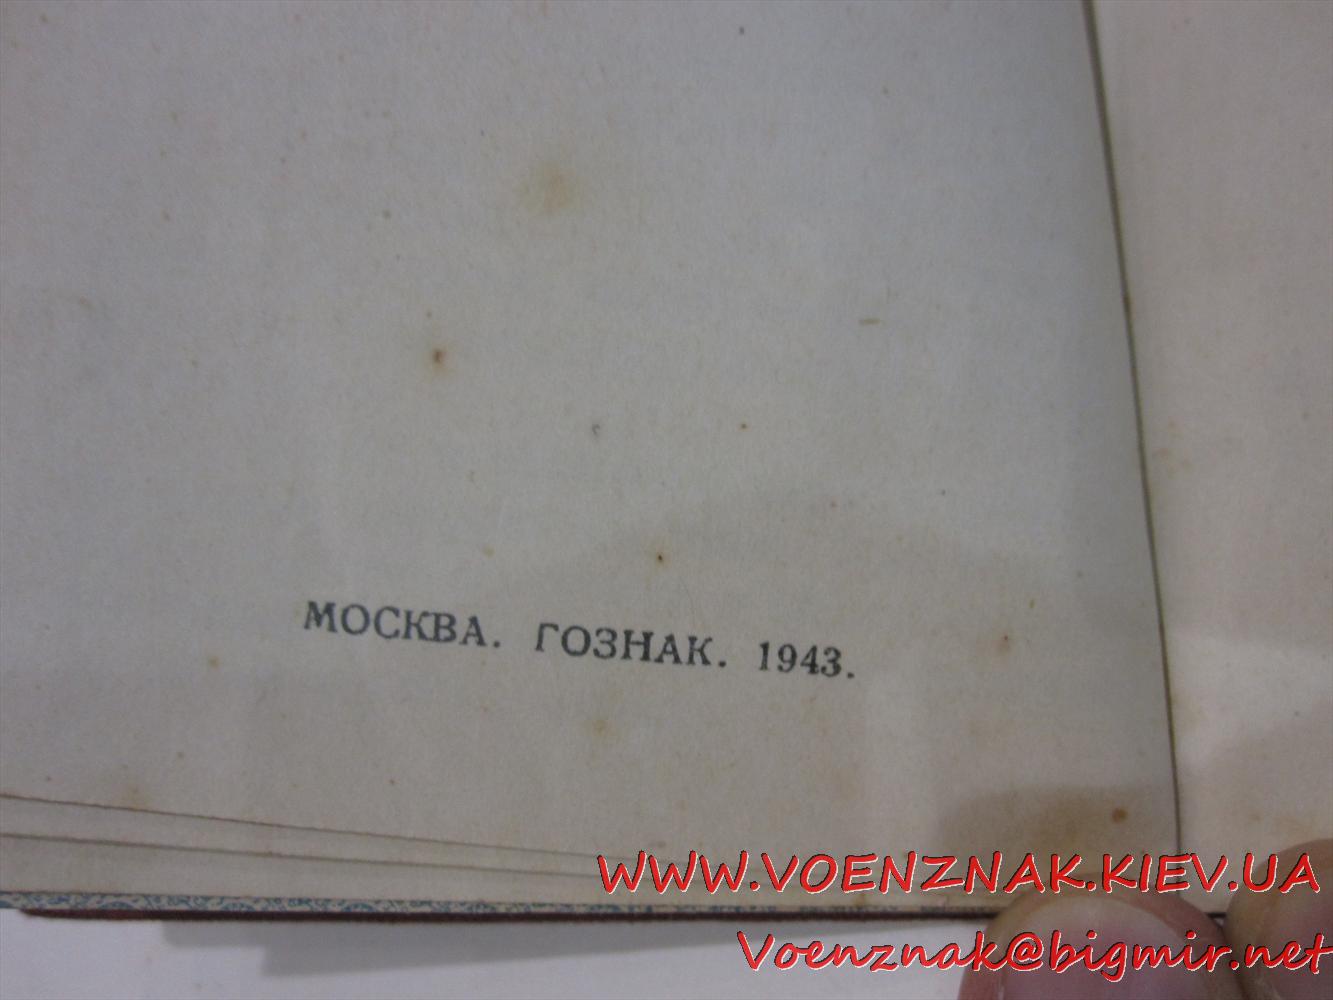 МОСКВА. ГОЗНАК. 1943.
WWW.VOENZNAK.KIEV.UA
Voenznak@bigmir.net